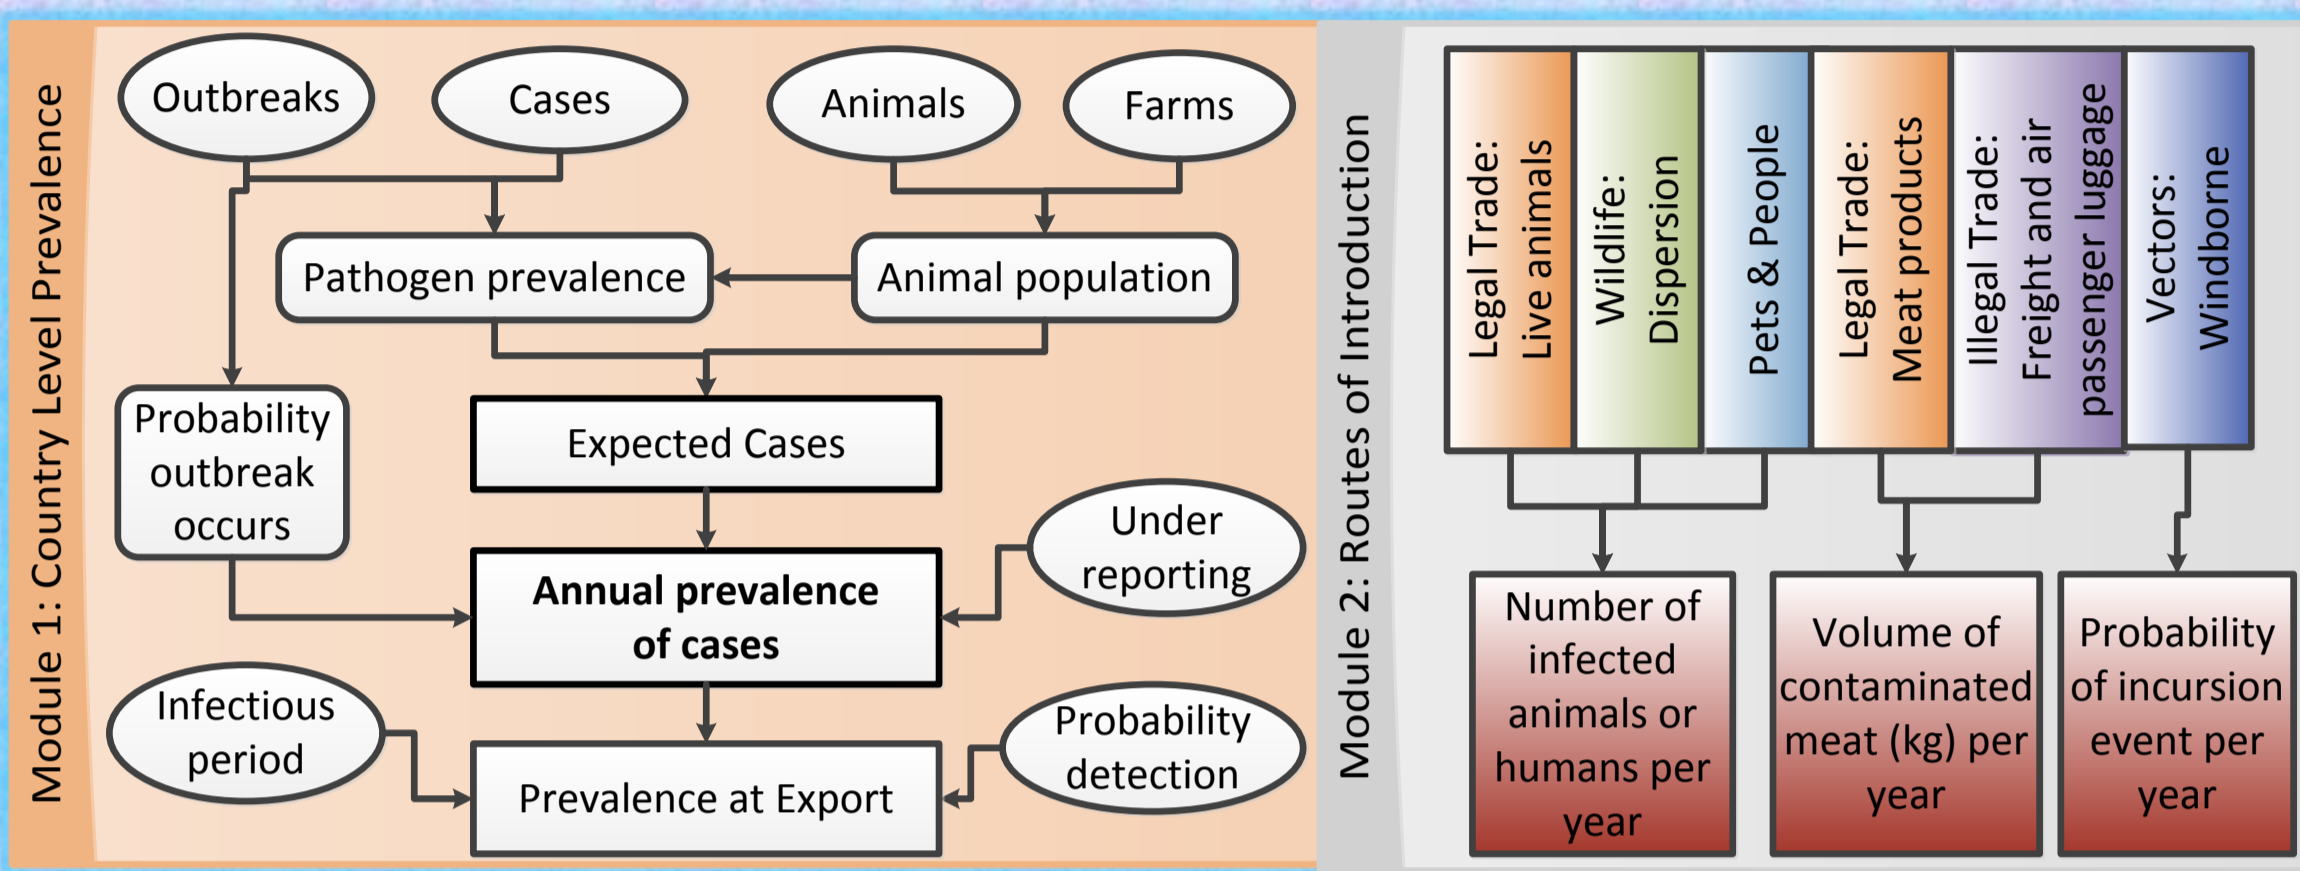 Module 1: Country Level Prevalence
Outbreaks
Cases
Animals
Farms
Pathogen prevalence
Animal population
Probability
outbreak
occurs
Expected Cases
Under
reporting
Annual prevalence
of cases
Infectious
period
Probability
detection
Prevalence at Export
Module 2: Routes of Introduction
Legal Trade:
Live animals
Wildlife:
Dispersion
Pets & People
Legal Trade:
Meat products
Illegal Trade:
Freight and air
passenger luggage
Vectors:
Windborne
Number of
infected
animals or
humans per
year
Volume of
contaminated
meat (kg) per
year
Probability
of incursion
event per
year